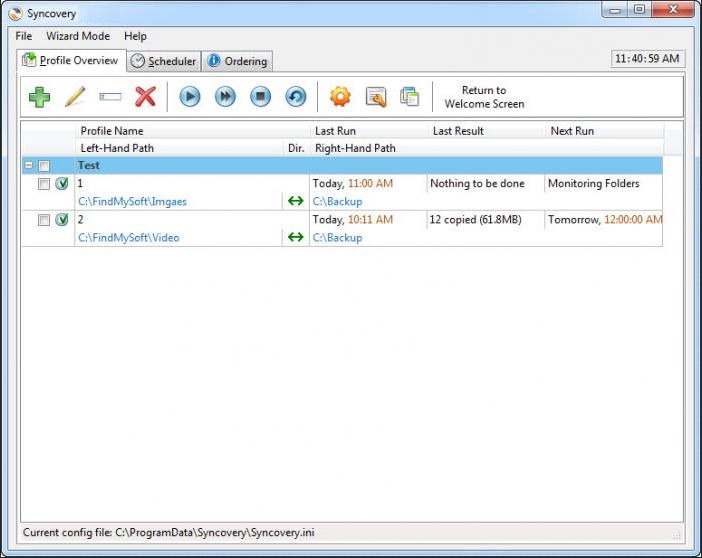 Syncovery
File Wizard Mode Help
Profile Overview Scheduler Ordering 11:40:59 AM
Return to
Welcome Screen
Profile Name Last Run Last Result Next Run
Left-Hand Path Dir. Right-Hand Path
Test
1 Today, 11:00 AM Nothing to be done Monitoring Folders
C:\FindMySoft\Imgaes C:\Backup
2 Today, 10:11 AM 12 copied (61.8MB) Tomorrow, 12:00:00 AM
C:\FindMySoft\Video C:\Backup
Current config file: C:\ProgramData\Syncovery\Syncovery.ini